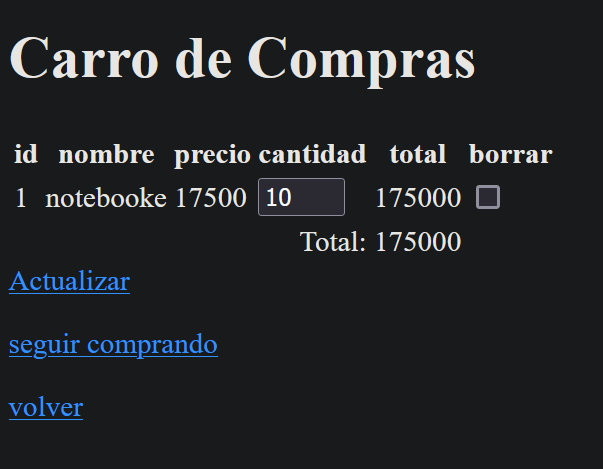 Carro de Compras
id nombre precio cantidad total borrar
1 notebooke 17500 10 175000
Total: 175000
Actualizar
seguir comprando
volver